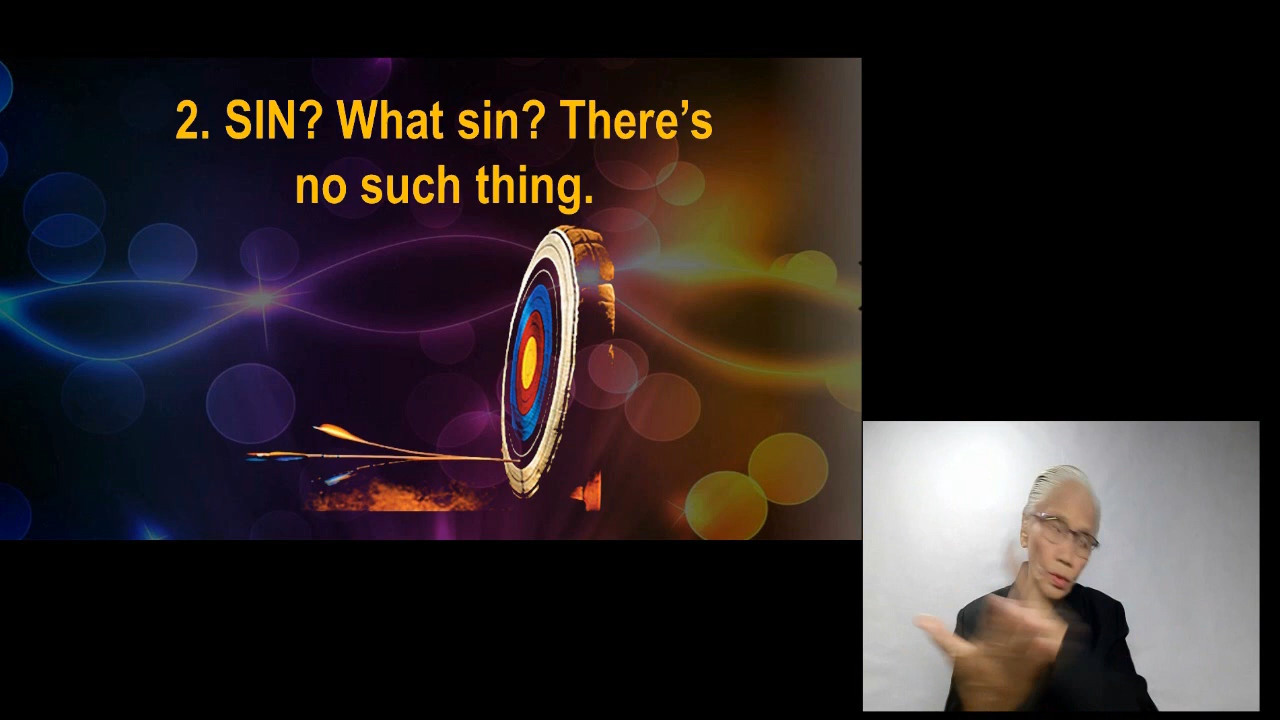 2. SIN? What sin? There’s
no such thing.